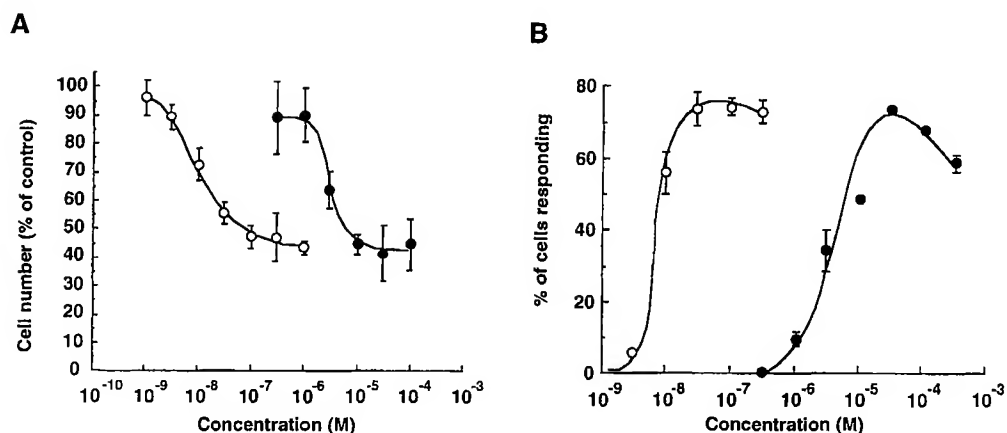 A
Cell number (% of control)
100
90
80
70
60
50
40
30
20
10
0
10-10 10-9 10-8 10-7 10-6 10-5 10-4 10-3
Concentration (M)
B
% of cells responding
80
60
40
20
0
10-9 10-8 10-7 10-6 10-5 10-4 10-3
Concentration (M)